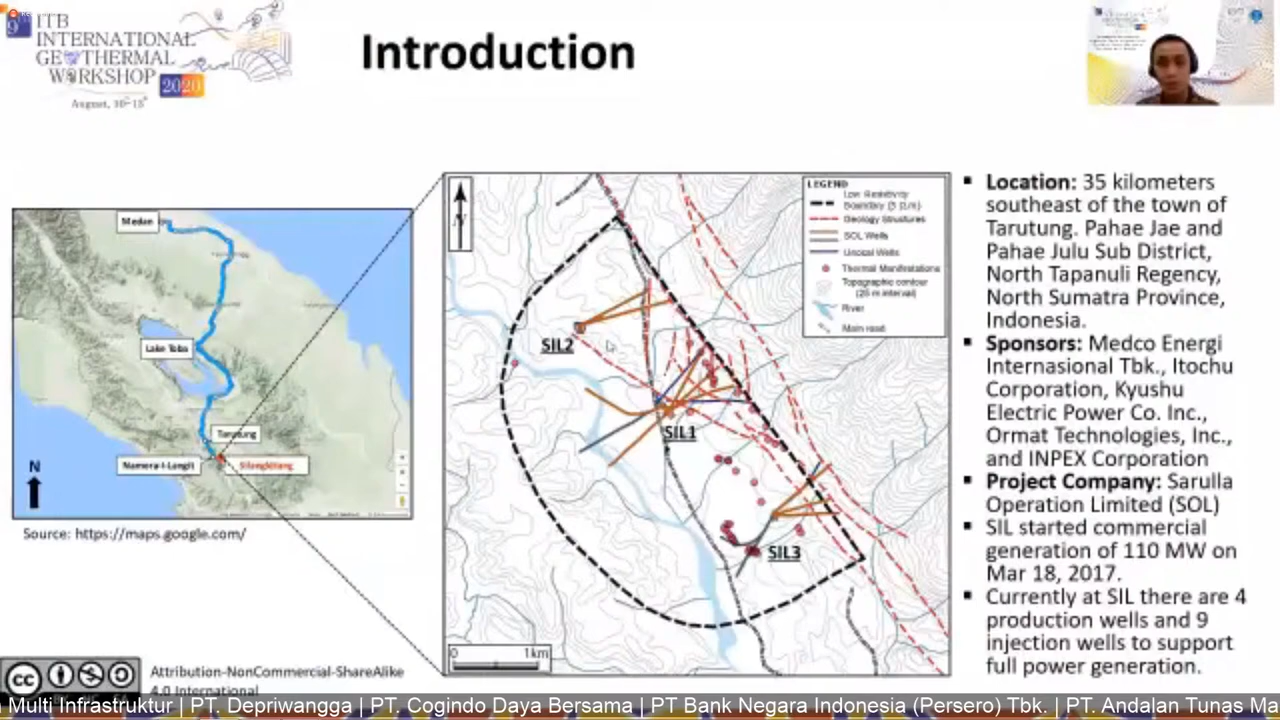 9th
ITB
INTERNATIONAL
GEOTHERMAL
WORKSHOP
2020
August, 10th-15th
Introduction
Medan
Lake Toba
Tarutung
Namora-I-Langit
Silangkitang
N
Source: https://maps.google.com/
N
SIL2
SIL1
SIL3
0 1km
LEGEND
Low Resistivity
Geology Structures
SOL Wells
Unocal Wells
Thermal Manifestations
Topographic contour
(25 m interval)
River
Main road
▪ Location: 35 kilometers
southeast of the town of
Tarutung. Pahae Jae and
Pahae Julu Sub District,
North Tapanuli Regency,
North Sumatra Province,
Indonesia.
▪ Sponsors: Medco Energi
Internasional Tbk., Itochu
Corporation, Kyushu
Electric Power Co. Inc.,
Ormat Technologies, Inc.,
and INPEX Corporation
▪ Project Company: Sarulla
Operation Limited (SOL)
▪ SIL started commercial
generation of 110 MW on
Mar 18, 2017.
▪ Currently at SIL there are 4
production wells and 9
injection wells to support
full power generation.
cc
Attribution-NonCommercial-ShareAlike
4.0 International
Multi Infrastruktur | PT. Depriwangga | PT. Cogindo Daya Bersama | PT Bank Negara Indonesia (Persero) Tbk. | PT. Andalan Tunas Ma